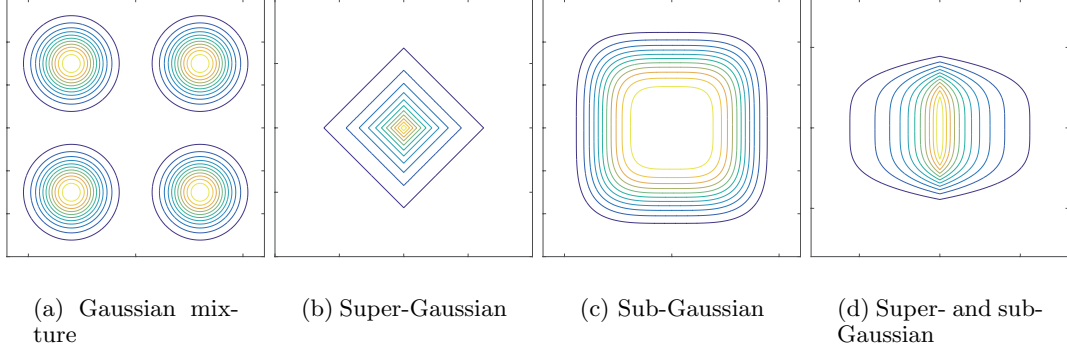 (a) Gaussian mix-
ture
(b) Super-Gaussian
(c) Sub-Gaussian
(d) Super- and sub-
Gaussian